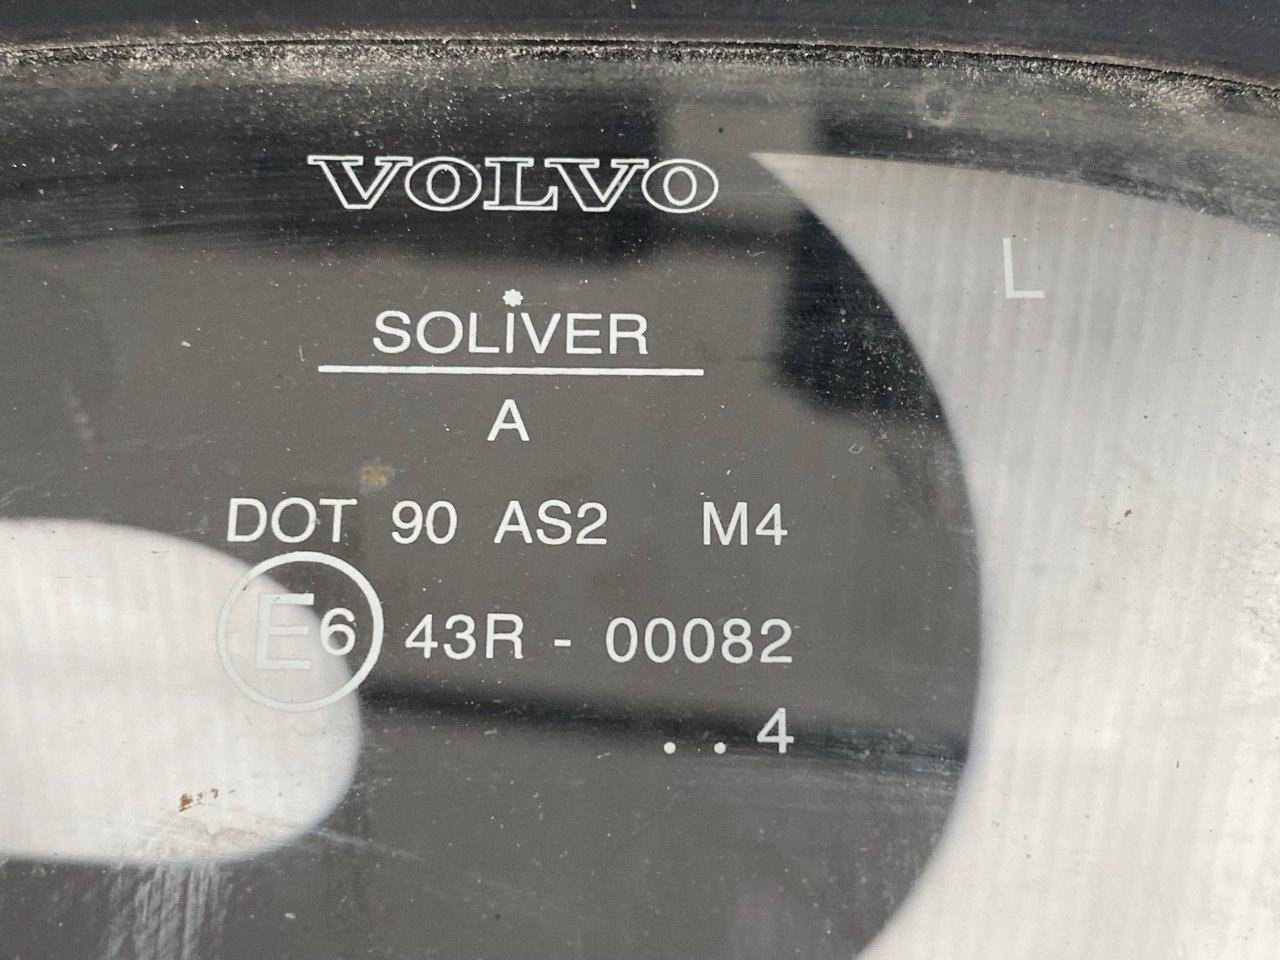 VOLVO
L
SOLIVER
A
DOT 90 AS2 M4
E6 43R - 00082
. . 4